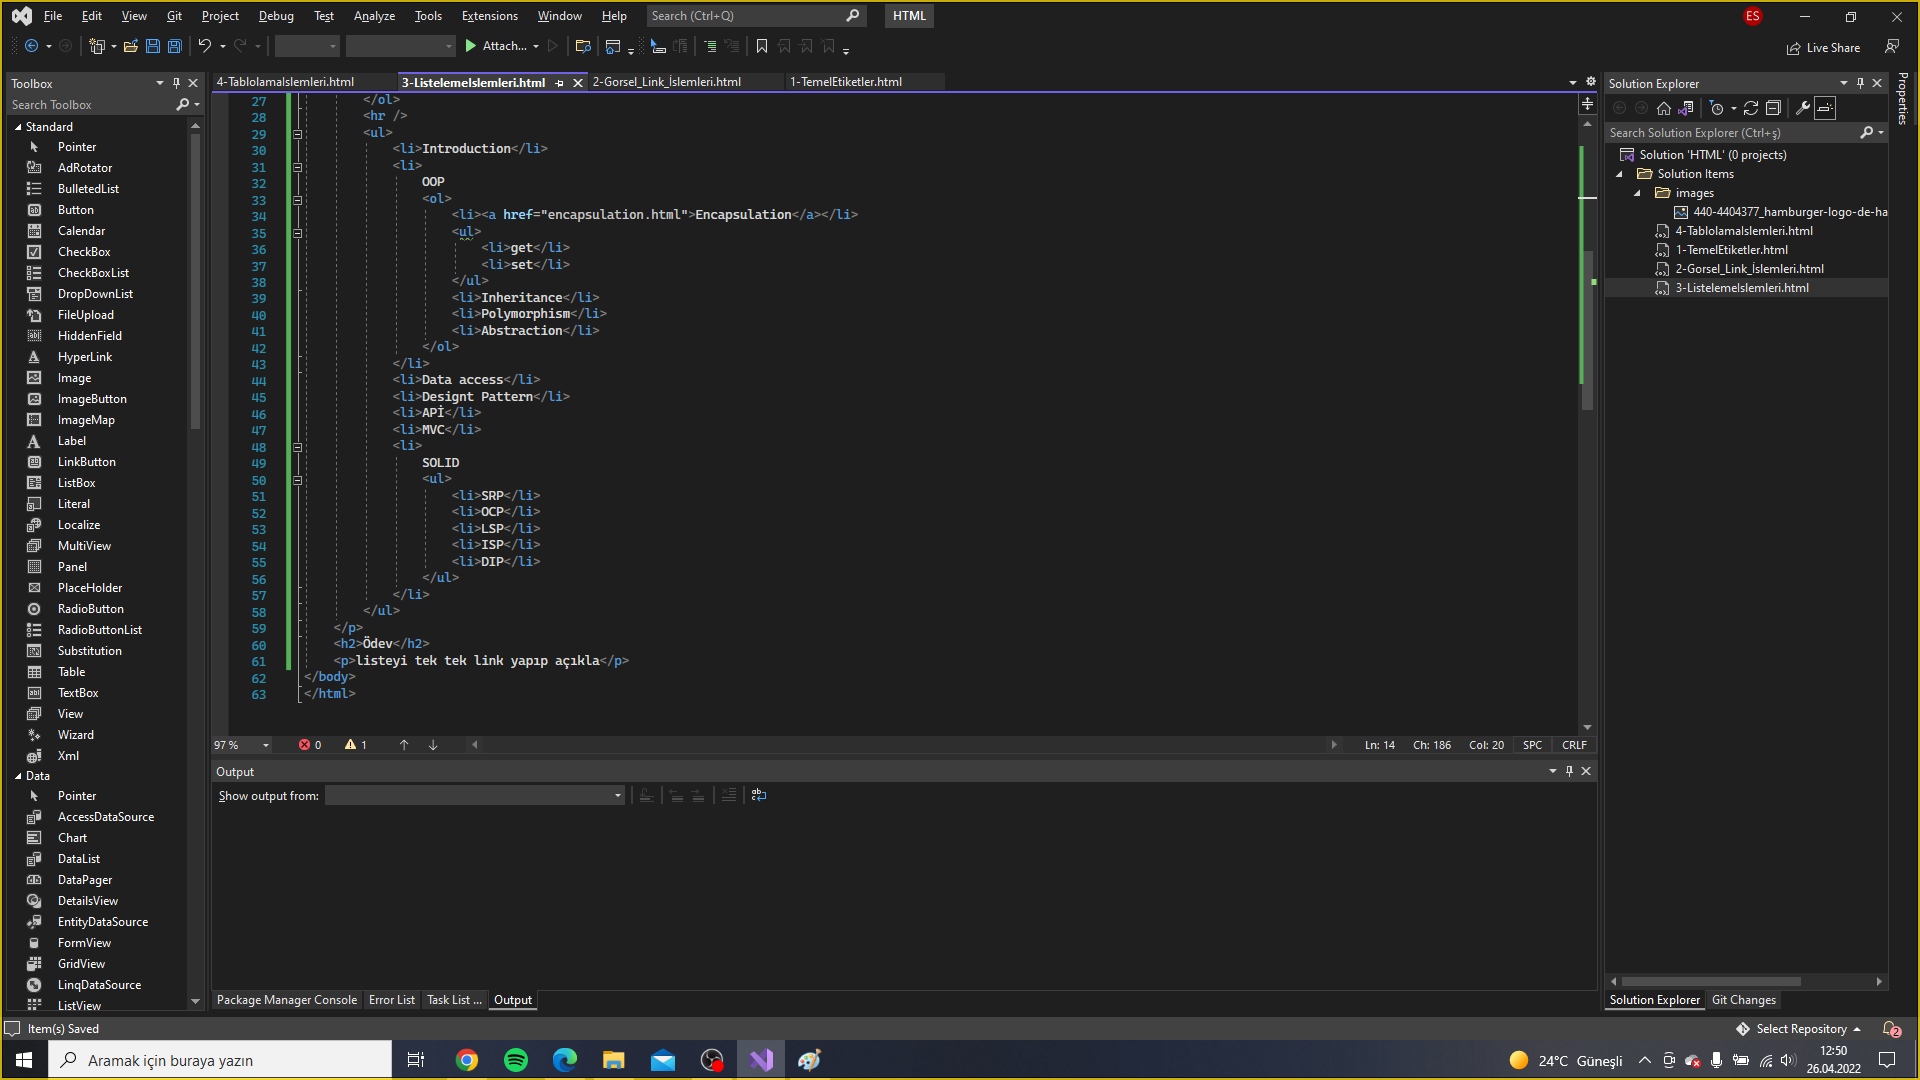 File Edit View Git Project Debug Test Analyze Tools Extensions Window Help Search (Ctrl+Q) HTML ES
Attach... Live Share
Toolbox
Search Toolbox
Standard
Pointer
AdRotator
BulletedList
Button
Calendar
CheckBox
CheckBoxList
DropDownList
FileUpload
HiddenField
HyperLink
Image
ImageButton
ImageMap
Label
LinkButton
ListBox
Literal
Localize
MultiView
Panel
PlaceHolder
RadioButton
RadioButtonList
Substitution
Table
TextBox
View
Wizard
Xml
Data
Pointer
AccessDataSource
Chart
DataList
DataPager
DetailsView
EntityDataSource
FormView
GridView
LinqDataSource
ListView
4-TablolamaIslemleri.html 3-ListelemeIslemleri.html 2-Gorsel_Link_İslemleri.html 1-TemelEtiketler.html
27 </ol>
28 <hr />
29 <ul>
30 <li>Introduction</li>
31 <li>
32 OOP
33 <ol>
34 <li><a href="encapsulation.html">Encapsulation</a></li>
35 <ul>
36 <li>get</li>
37 <li>set</li>
38 </ul>
39 <li>Inheritance</li>
40 <li>Polymorphism</li>
41 <li>Abstraction</li>
42 </ol>
43 </li>
44 <li>Data access</li>
45 <li>Designt Pattern</li>
46 <li>APİ</li>
47 <li>MVC</li>
48 <li>
49 SOLID
50 <ul>
51 <li>SRP</li>
52 <li>OCP</li>
53 <li>LSP</li>
54 <li>ISP</li>
55 <li>DIP</li>
56 </ul>
57 </li>
58 </ul>
59 </p>
60 <h2>Ödev</h2>
61 <p>listeyi tek tek link yapıp açıkla</p>
62 </body>
63 </html>
97 % 0 1 Ln: 14 Ch: 186 Col: 20 SPC CRLF
Output
Show output from:
Package Manager Console Error List Task List ... Output
Solution Explorer
Search Solution Explorer (Ctrl+ş)
Solution 'HTML' (0 projects)
Solution Items
images
440-4404377_hamburger-logo-de-ha
4-TablolamaIslemleri.html
1-TemelEtiketler.html
2-Gorsel_Link_İslemleri.html
3-ListelemeIslemleri.html
Solution Explorer Git Changes
Properties
Item(s) Saved Select Repository 2
Aramak için buraya yazın 24°C Güneşli 12:50
26.04.2022